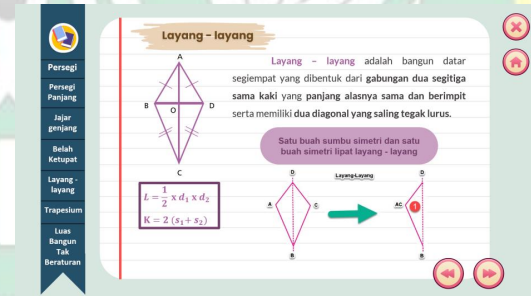 Layang - layang
Persegi
Persegi
Panjang
Jajar
genjang
Belah
Ketupat
Layang -
layang
Trapesium
Luas
Bangun
Tak
Beraturan
A
B
O
D
C
Layang - layang adalah bangun datar
segiempat yang dibentuk dari gabungan dua segitiga
sama kaki yang panjang alasnya sama dan berimpit
serta memiliki dua diagonal yang saling tegak lurus.
Satu buah sumbu simetri dan satu
buah simetri lipat layang - layang
L = 1/2 x d₁ x d₂
K = 2 (s₁ + s₂)
Layang-Layang
D
A
C
B
D
AC
1
B